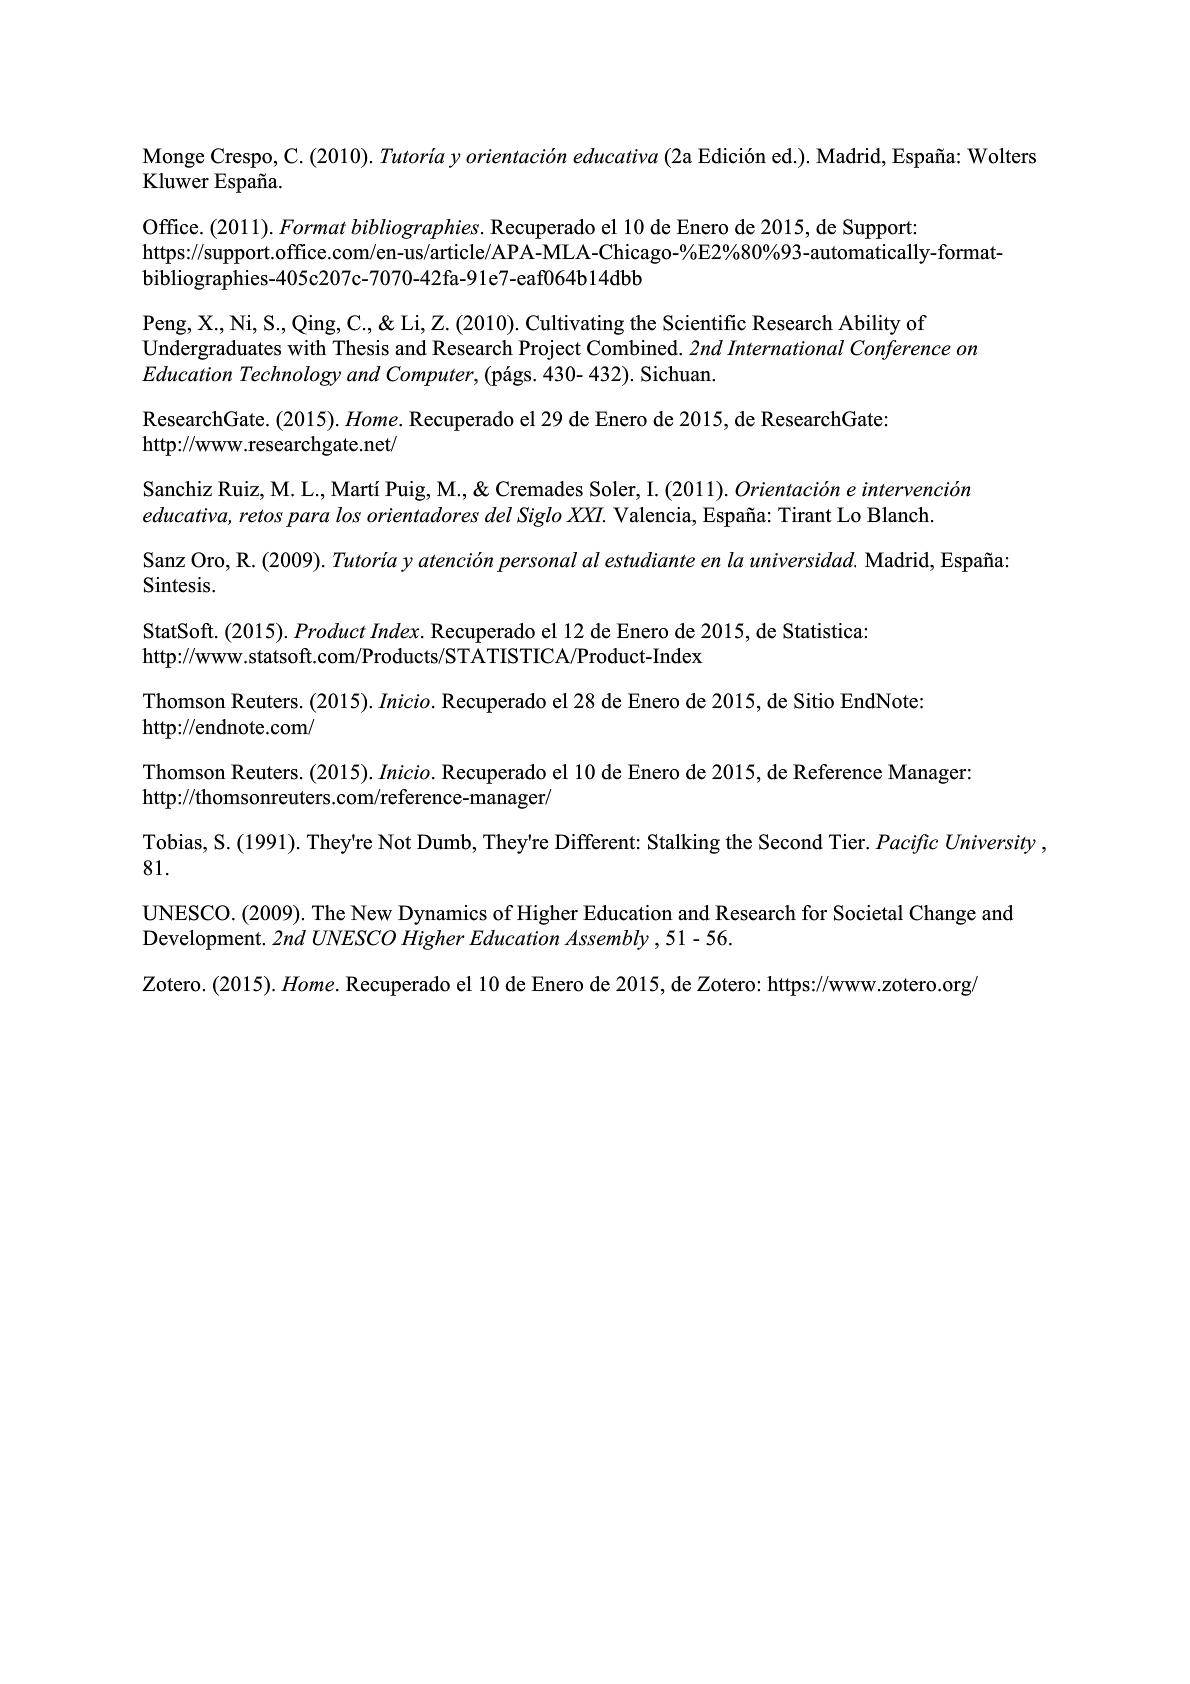 Monge Crespo, C. (2010). Tutoría y orientación educativa (2a Edición ed.). Madrid, España: Wolters
Kluwer España.
Office. (2011). Format bibliographies. Recuperado el 10 de Enero de 2015, de Support:
https://support.office.com/en-us/article/APA-MLA-Chicago-%E2%80%93-automatically-format-
bibliographies-405c207c-7070-42fa-91e7-eaf064b14dbb
Peng, X., Ni, S., Qing, C., & Li, Z. (2010). Cultivating the Scientific Research Ability of
Undergraduates with Thesis and Research Project Combined. 2nd International Conference on
Education Technology and Computer, (págs. 430- 432). Sichuan.
ResearchGate. (2015). Home. Recuperado el 29 de Enero de 2015, de ResearchGate:
http://www.researchgate.net/
Sanchiz Ruiz, M. L., Martí Puig, M., & Cremades Soler, I. (2011). Orientación e intervención
educativa, retos para los orientadores del Siglo XXI. Valencia, España: Tirant Lo Blanch.
Sanz Oro, R. (2009). Tutoría y atención personal al estudiante en la universidad. Madrid, España:
Sintesis.
StatSoft. (2015). Product Index. Recuperado el 12 de Enero de 2015, de Statistica:
http://www.statsoft.com/Products/STATISTICA/Product-Index
Thomson Reuters. (2015). Inicio. Recuperado el 28 de Enero de 2015, de Sitio EndNote:
http://endnote.com/
Thomson Reuters. (2015). Inicio. Recuperado el 10 de Enero de 2015, de Reference Manager:
http://thomsonreuters.com/reference-manager/
Tobias, S. (1991). They're Not Dumb, They're Different: Stalking the Second Tier. Pacific University ,
81.
UNESCO. (2009). The New Dynamics of Higher Education and Research for Societal Change and
Development. 2nd UNESCO Higher Education Assembly , 51 - 56.
Zotero. (2015). Home. Recuperado el 10 de Enero de 2015, de Zotero: https://www.zotero.org/